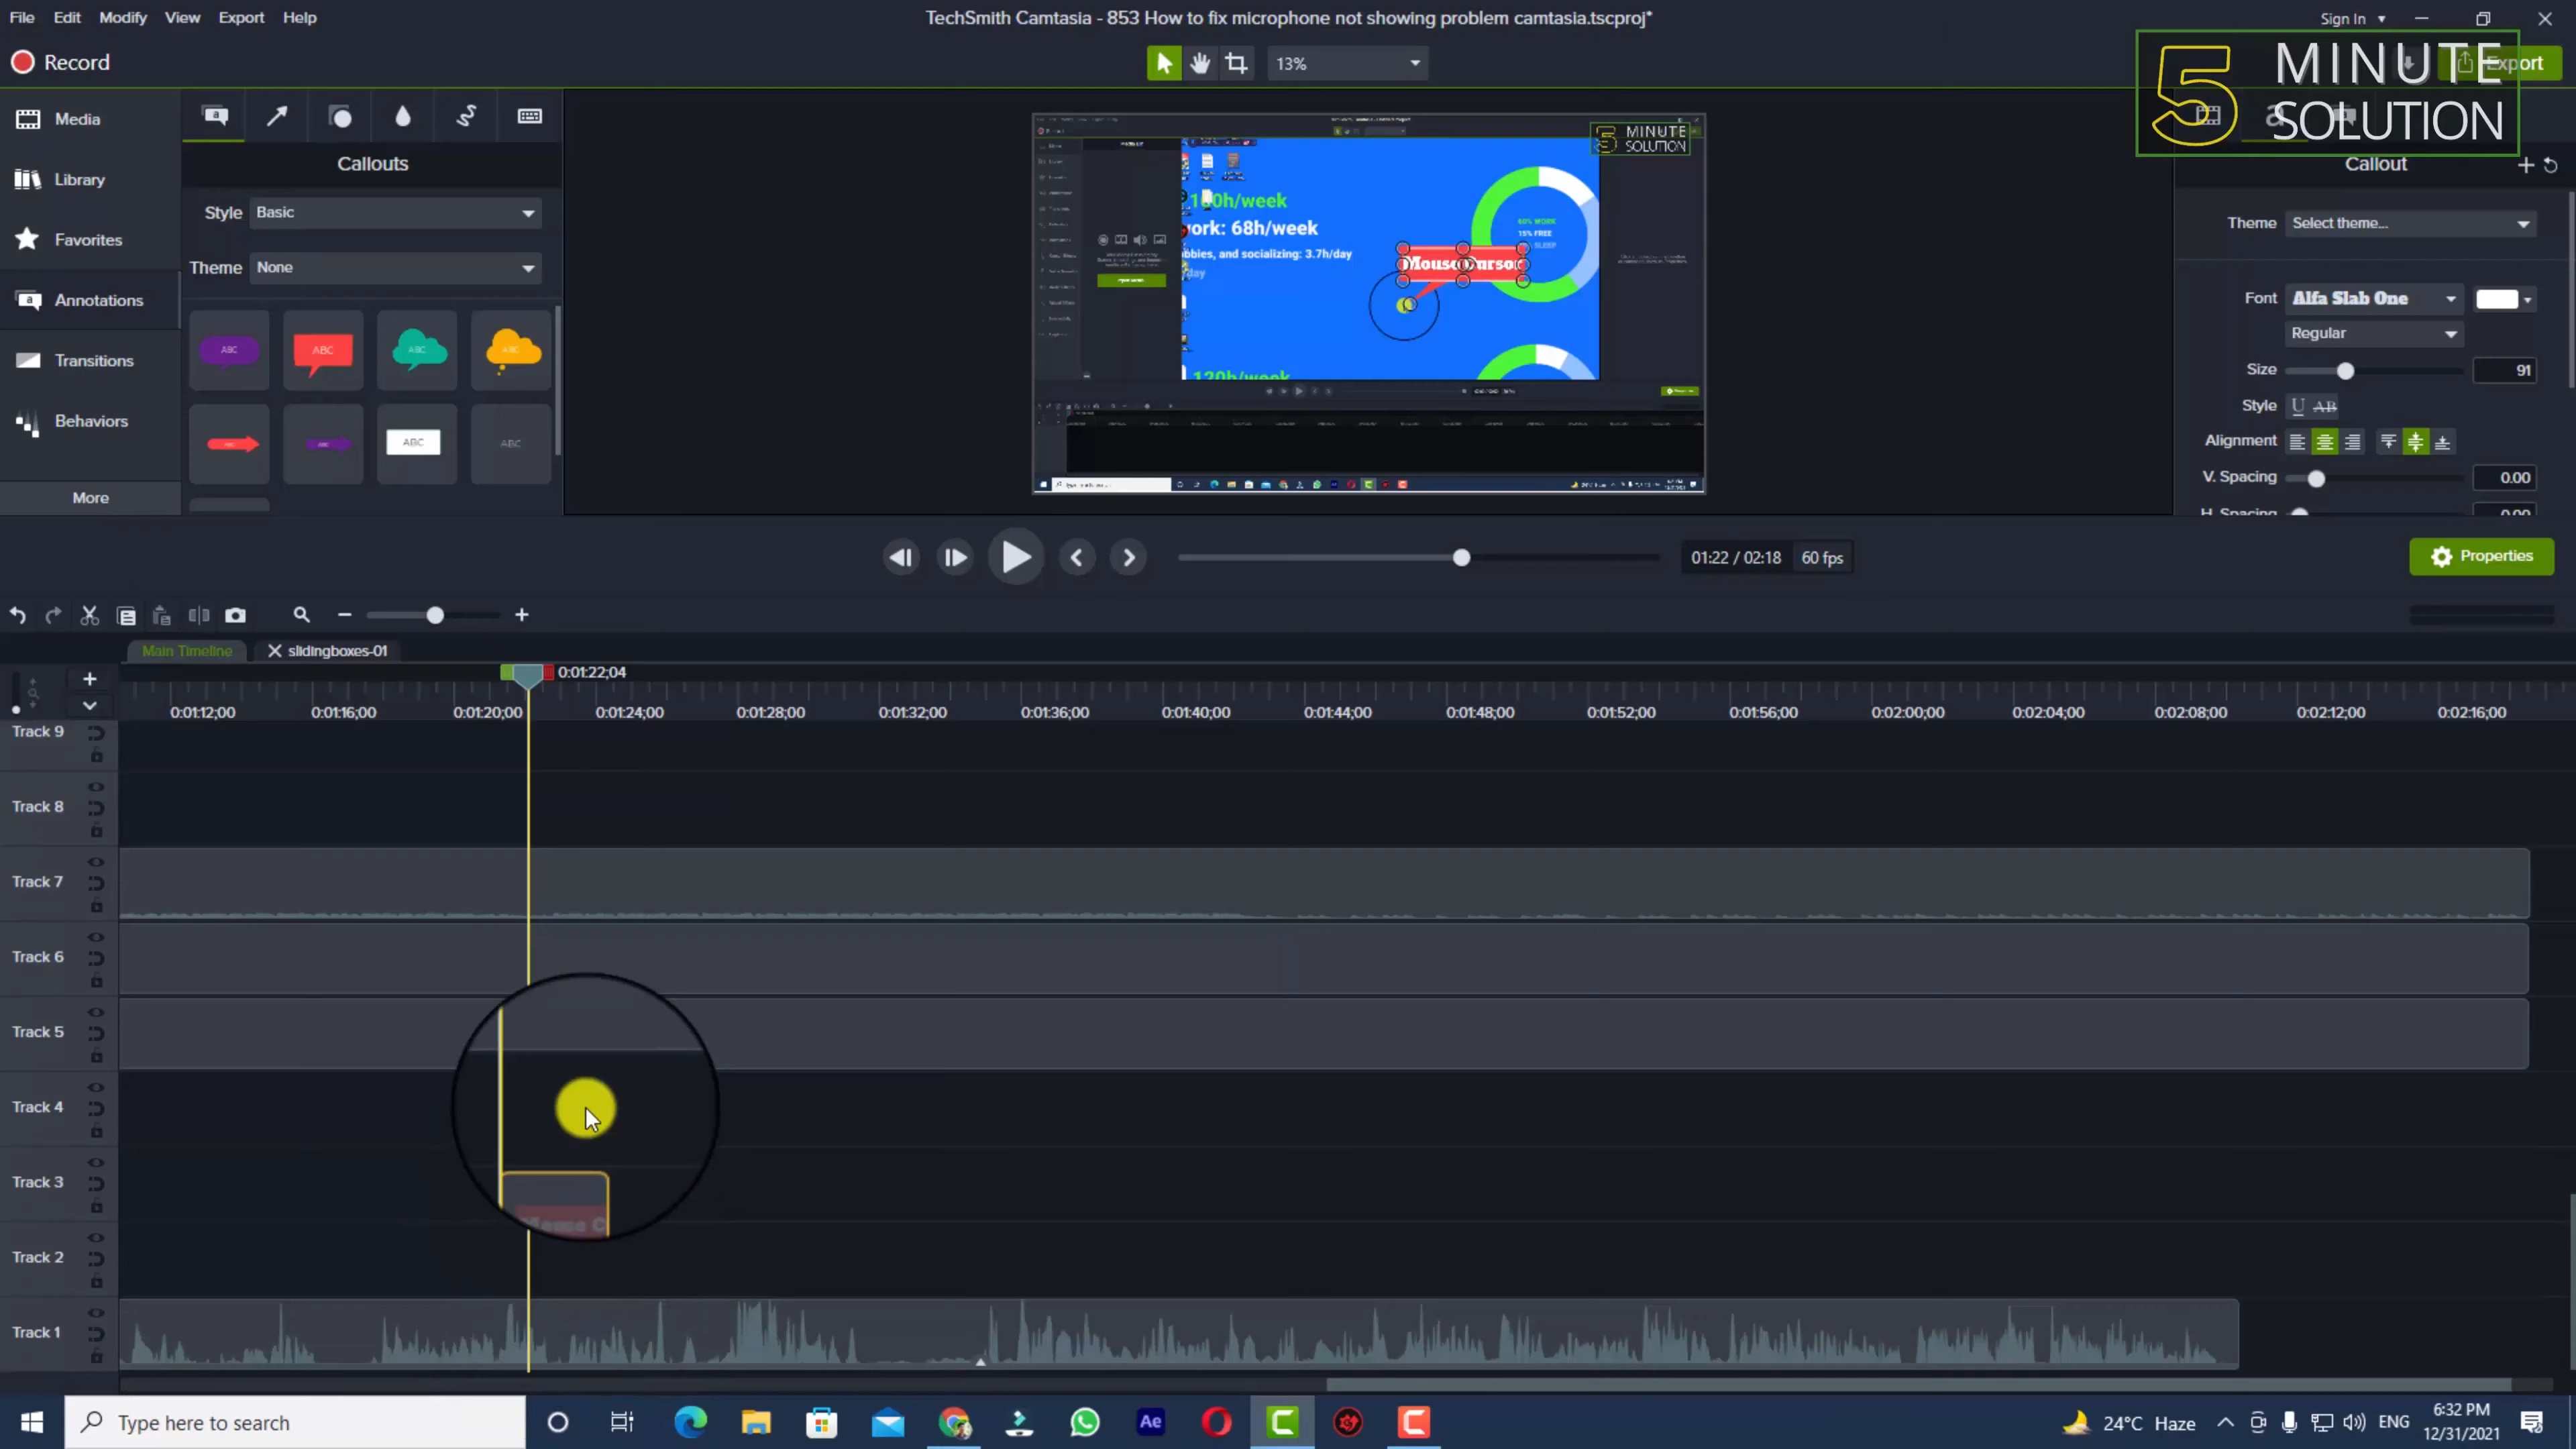 File Edit Modify View Export Help
TechSmith Camtasia - 853 How to fix microphone not showing problem camtasia.tscproj*
Sign In
Record
13%
Export
5 MINUTE
SOLUTION
Media
Library
Favorites
Annotations
Transitions
Behaviors
More
Callouts
Style Basic
Theme None
ABC ABC ABC ABC
ABC ABC
MINUTE
SOLUTION
h/week
ork: 68h/week
bbies, and socializing: 3.7h/day
day
120h/week
60% WORK
15% FREE
SLEEP
Mouse Cursor
Callout
Theme Select theme...
Font Alfa Slab One
Regular
Size 91
Style U AB
Alignment
V. Spacing 0.00
H. Spacing 0.00
01:22 / 02:18 60 fps
Properties
Main Timeline slidingboxes-01
0:01:22;04
0:01:12;00 0:01:16;00 0:01:20;00 0:01:24;00 0:01:28;00 0:01:32;00 0:01:36;00 0:01:40;00 0:01:44;00 0:01:48;00 0:01:52;00 0:01:56;00 0:02:00;00 0:02:04;00 0:02:08;00 0:02:12;00 0:02:16;00
Track 9
Track 8
Track 7
Track 6
Track 5
Track 4
Track 3
Mouse C
Track 2
Track 1
Type here to search
Ae
24°C Haze
ENG
6:32 PM
12/31/2021